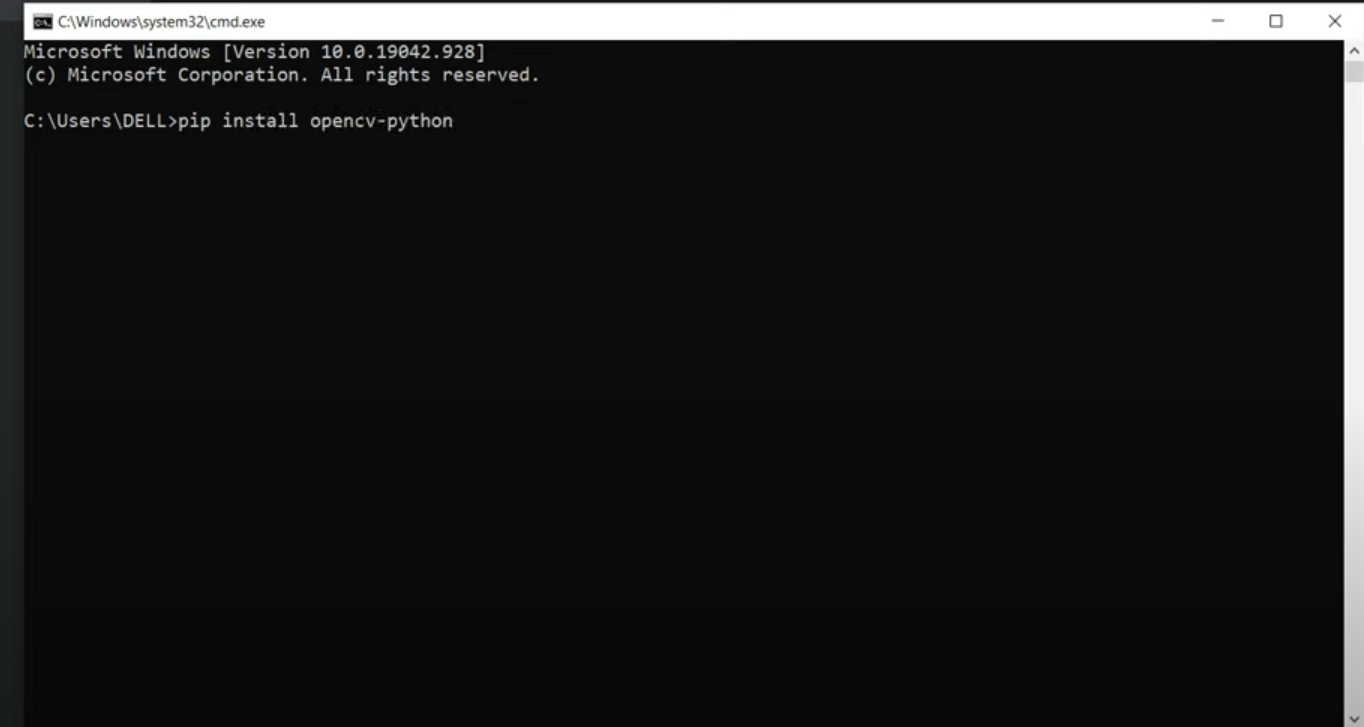 C:\Windows\system32\cmd.exe
Microsoft Windows [Version 10.0.19042.928]
(c) Microsoft Corporation. All rights reserved.
C:\Users\DELL>pip install opencv-python